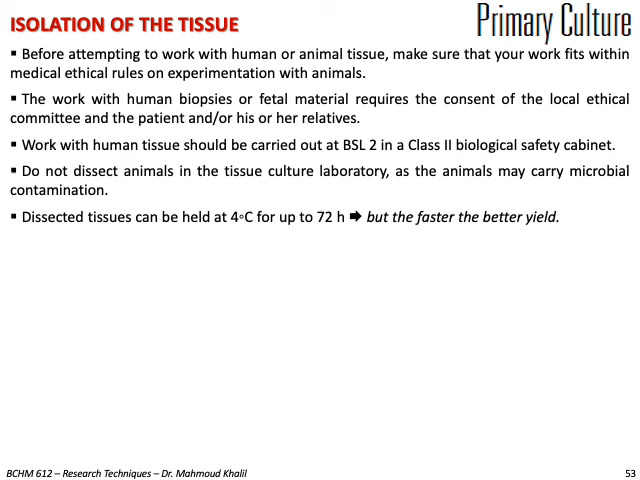 ISOLATION OF THE TISSUE
Primary Culture
▪ Before attempting to work with human or animal tissue, make sure that your work fits within
medical ethical rules on experimentation with animals.
▪ The work with human biopsies or fetal material requires the consent of the local ethical
committee and the patient and/or his or her relatives.
▪ Work with human tissue should be carried out at BSL 2 in a Class II biological safety cabinet.
▪ Do not dissect animals in the tissue culture laboratory, as the animals may carry microbial
contamination.
▪ Dissected tissues can be held at 4◦C for up to 72 h 🡆 but the faster the better yield.
BCHM 612 – Research Techniques – Dr. Mahmoud Khalil
53